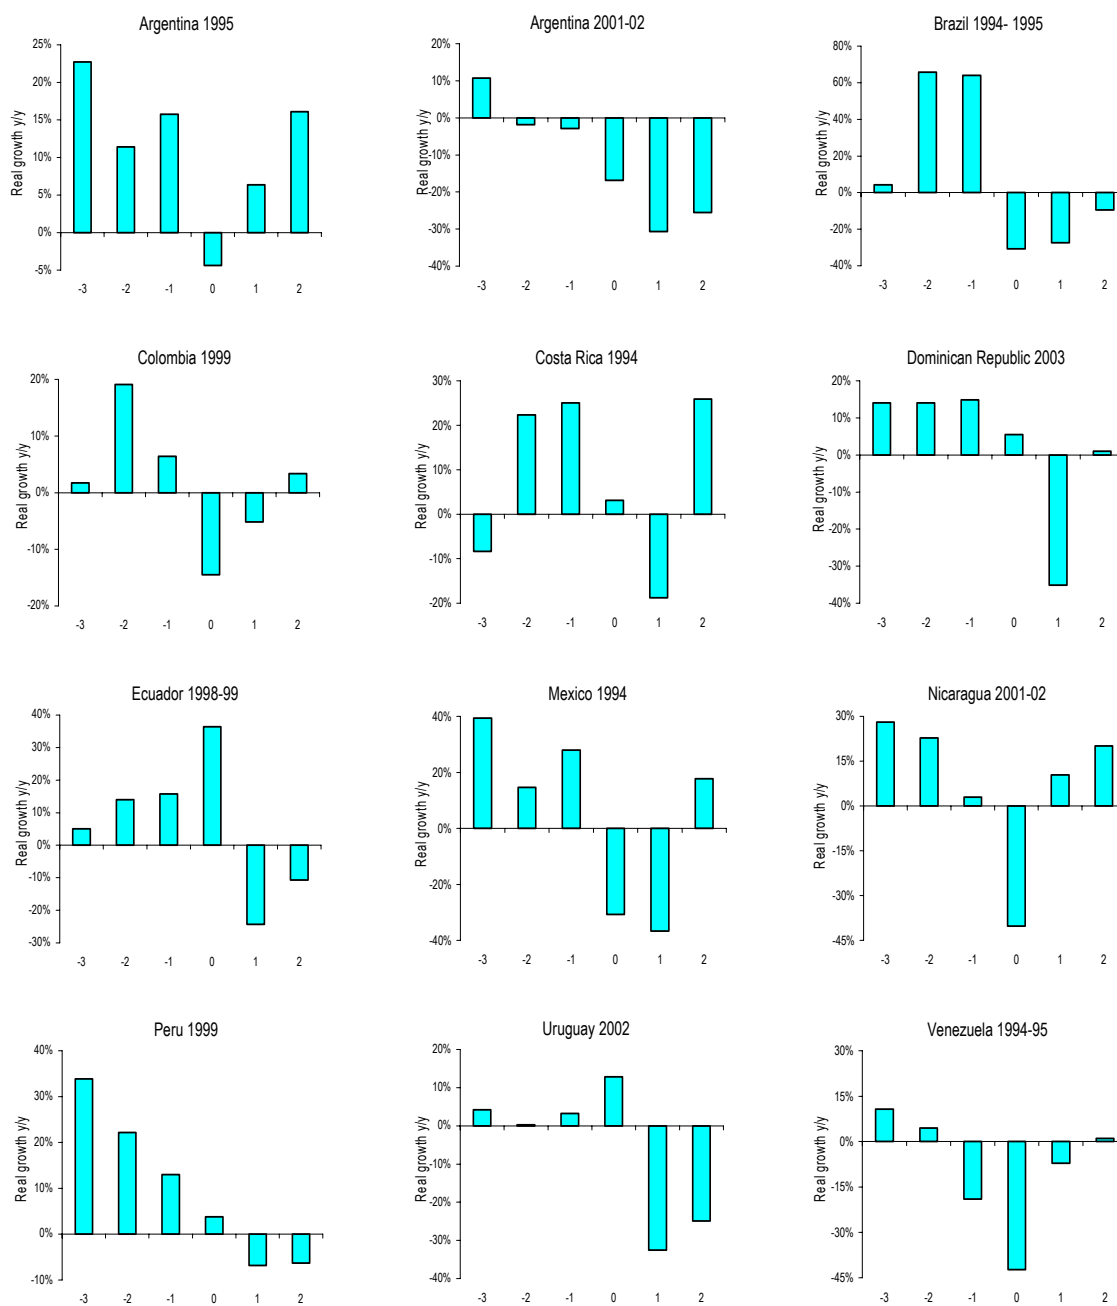 Argentina 1995
25%
20%
15%
10%
5%
0%
-5%
Real growth y/y
-3 -2 -1 0 1 2
Argentina 2001-02
20%
10%
0%
-10%
-20%
-30%
-40%
Real growth y/y
-3 -2 -1 0 1 2
Brazil 1994- 1995
80%
60%
40%
20%
0%
-20%
-40%
Real growth y/y
-3 -2 -1 0 1 2
Colombia 1999
20%
10%
0%
-10%
-20%
Real growth y/y
-3 -2 -1 0 1 2
Costa Rica 1994
30%
20%
10%
0%
-10%
-20%
Real growth y/y
-3 -2 -1 0 1 2
Dominican Republic 2003
20%
10%
0%
-10%
-20%
-30%
-40%
Real growth y/y
-3 -2 -1 0 1 2
Ecuador 1998-99
40%
30%
20%
10%
0%
-10%
-20%
-30%
Real growth y/y
-3 -2 -1 0 1 2
Mexico 1994
40%
20%
0%
-20%
-40%
Real growth y/y
-3 -2 -1 0 1 2
Nicaragua 2001-02
30%
15%
0%
-15%
-30%
-45%
Real growth y/y
-3 -2 -1 0 1 2
Peru 1999
40%
30%
20%
10%
0%
-10%
Real growth y/y
-3 -2 -1 0 1 2
Uruguay 2002
20%
10%
0%
-10%
-20%
-30%
-40%
Real growth y/y
-3 -2 -1 0 1 2
Venezuela 1994-95
30%
15%
0%
-15%
-30%
-45%
Real growth y/y
-3 -2 -1 0 1 2